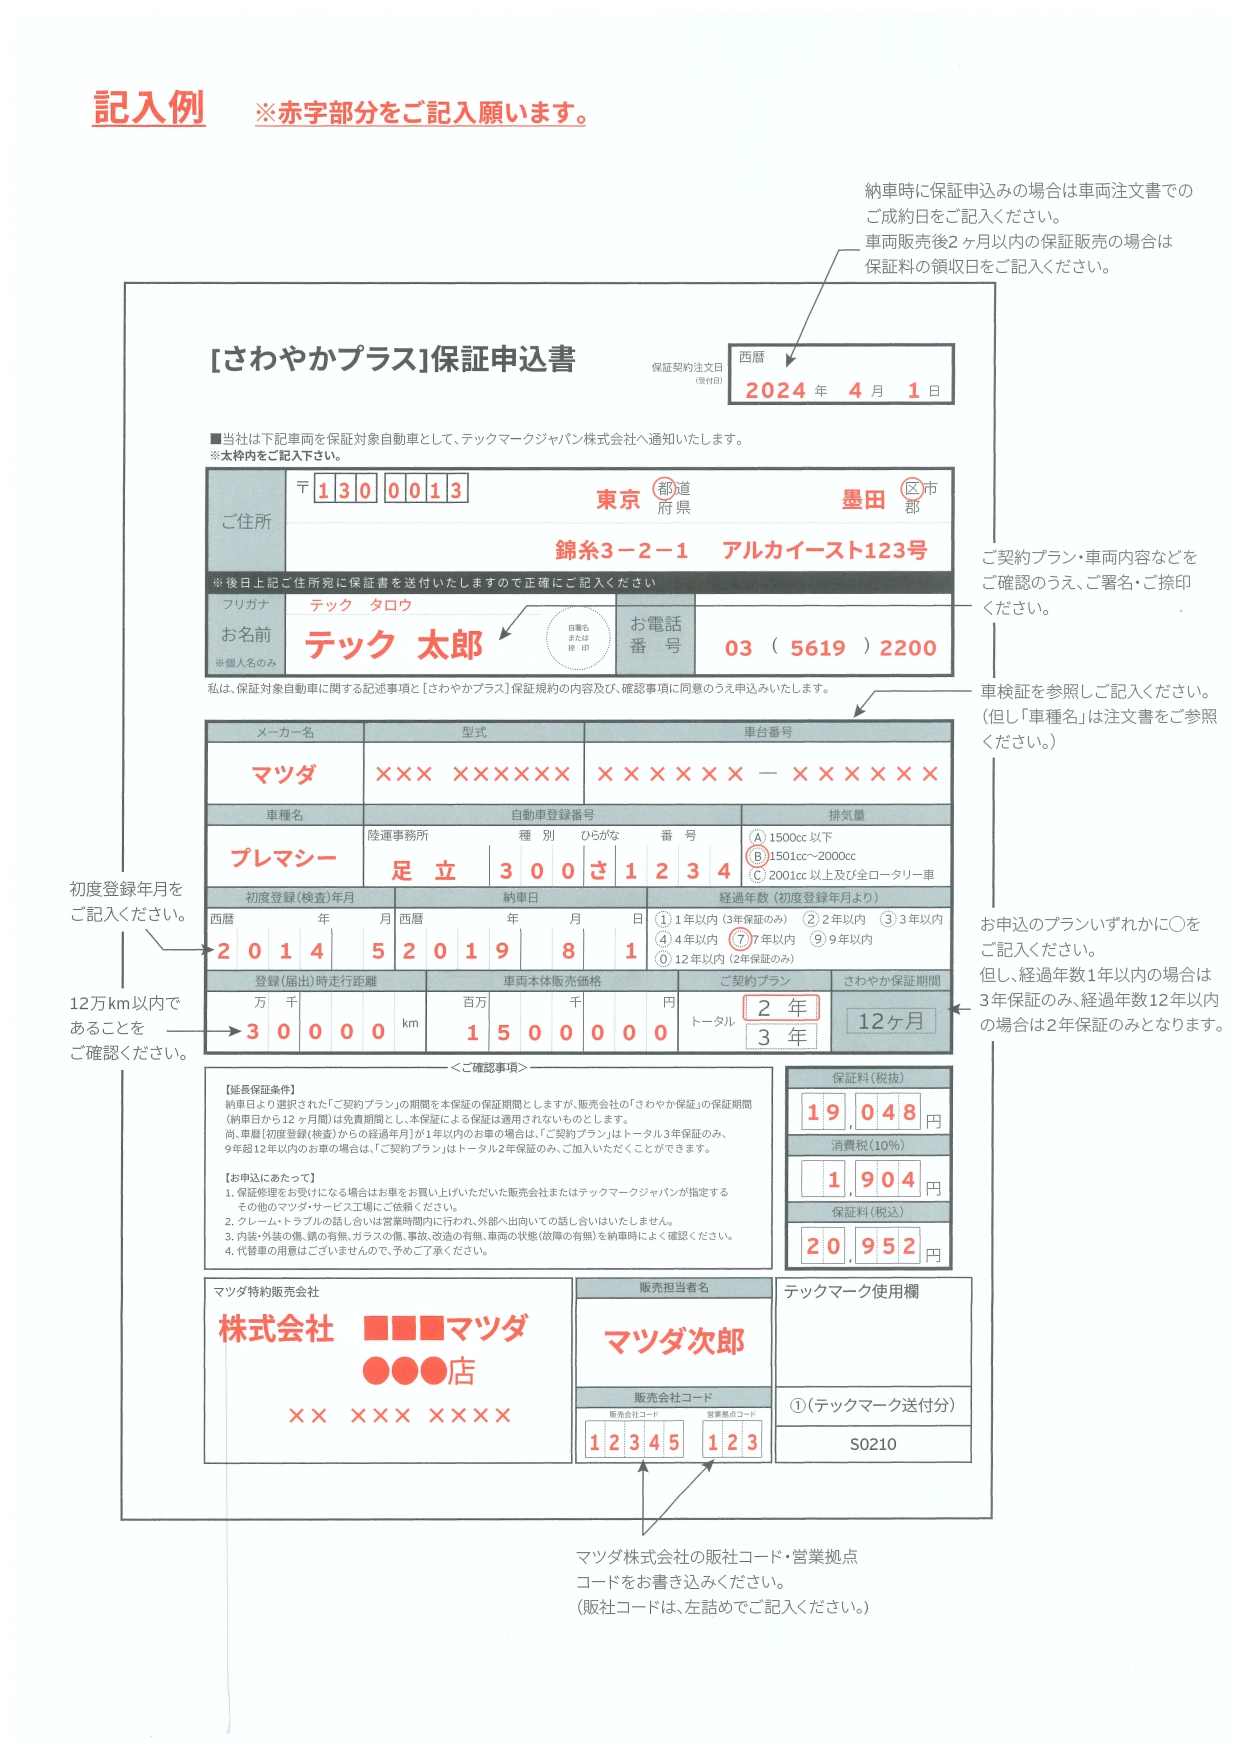 記入例　※赤字部分をご記入願います。
納車時に保証申込みの場合は車両注文書での
ご成約日をご記入ください。
車両販売後2ヶ月以内の保証販売の場合は
保証料の領収日をご記入ください。
[さわやかプラス]保証申込書
保証契約注文日
(受付日)
西暦
2024 年 4 月 1 日
■当社は下記車両を保証対象自動車として、テックマークジャパン株式会社へ通知いたします。
※太枠内をご記入下さい。
ご住所
〒130 0013
東京 都道府県 墨田 区市郡
錦糸3−2−1　アルカイースト123号
※後日上記ご住所宛に保証書を送付いたしますので正確にご記入ください
フリガナ
テック　タロウ
お名前
※個人名のみ
テック　太郎
自署名
または
捺印
お電話
番　号
03 ( 5619 ) 2200
ご契約プラン・車両内容などを
ご確認のうえ、ご署名・ご捺印
ください。
私は、保証対象自動車に関する記述事項と[さわやかプラス]保証規約の内容及び、確認事項に同意のうえ申込みいたします。
車検証を参照しご記入ください。
(但し「車種名」は注文書をご参照
ください。)
メーカー名　型式　車台番号
マツダ　×××　××××××　××××××−××××××
車種名　自動車登録番号　排気量
プレマシー
陸運事務所　種　別　ひらがな　番　号
足立　300　さ　1234
Ⓐ 1500cc 以下
Ⓑ 1501cc〜2000cc
Ⓒ 2001cc 以上及び全ロータリー車
初度登録年月を
ご記入ください。
初度登録(検査)年月　納車日　経過年数(初度登録年月より)
西暦　年　月　西暦　年　月　日
2014　5　2019　8　1
① 1年以内(3年保証のみ)　② 2年以内　③ 3年以内
④ 4年以内　⑦ 7年以内　⑨ 9年以内
⓪ 12年以内(2年保証のみ)
お申込のプランいずれかに○を
ご記入ください。
但し、経過年数1年以内の場合は
3年保証のみ、経過年数12年以内
の場合は2年保証のみとなります。
12万km以内で
あることを
ご確認ください。
登録(届出)時走行距離　車両本体販売価格　ご契約プラン　さわやか保証期間
万　千　百万　千　円
30000 km　1500000
トータル
2 年
3 年
12ヶ月
＜ご確認事項＞
【延長保証条件】
納車日より選択された「ご契約プラン」の期間を本保証の保証期間としますが、販売会社の「さわやか保証」の保証期間
(納車日から12ヶ月間)は免責期間とし、本保証による保証は適用されないものとします。
尚、車暦[初度登録(検査)からの経過年月]が1年以内のお車の場合は、「ご契約プラン」はトータル3年保証のみ、
9年超12年以内のお車の場合は、「ご契約プラン」はトータル2年保証のみ、ご加入いただくことができます。
【お申込にあたって】
1. 保証修理をお受けになる場合はお車をお買い上げいただいた販売会社またはテックマークジャパンが指定する
その他のマツダ・サービス工場にご依頼ください。
2. クレーム・トラブルの話し合いは営業時間内に行われ、外部へ出向いての話し合いはいたしません。
3. 内装・外装の傷、錆の有無、ガラスの傷、事故、改造の有無、車両の状態(故障の有無)を納車時によく確認ください。
4. 代替車の用意はございませんので、予めご了承ください。
保証料(税抜)
19,048円
消費税(10%)
1,904円
保証料(税込)
20,952円
マツダ特約販売会社
株式会社　■■■マツダ
●●●店
××　×××　××××
販売担当者名
マツダ次郎
販売会社コード
販売会社コード　営業拠点コード
12345　123
テックマーク使用欄
①(テックマーク送付分)
S0210
マツダ株式会社の販社コード・営業拠点
コードをお書き込みください。
(販社コードは、左詰めでご記入ください。)